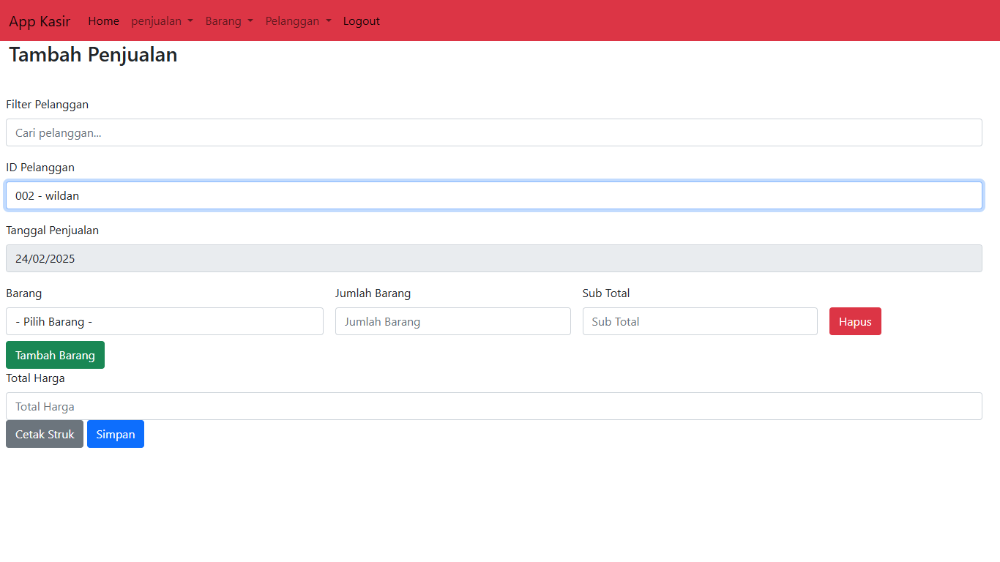 App Kasir Home penjualan Barang Pelanggan Logout
Tambah Penjualan
Filter Pelanggan
Cari pelanggan...
ID Pelanggan
002 - wildan
Tanggal Penjualan
24/02/2025
Barang Jumlah Barang Sub Total
- Pilih Barang - Jumlah Barang Sub Total Hapus
Tambah Barang
Total Harga
Total Harga
Cetak Struk Simpan